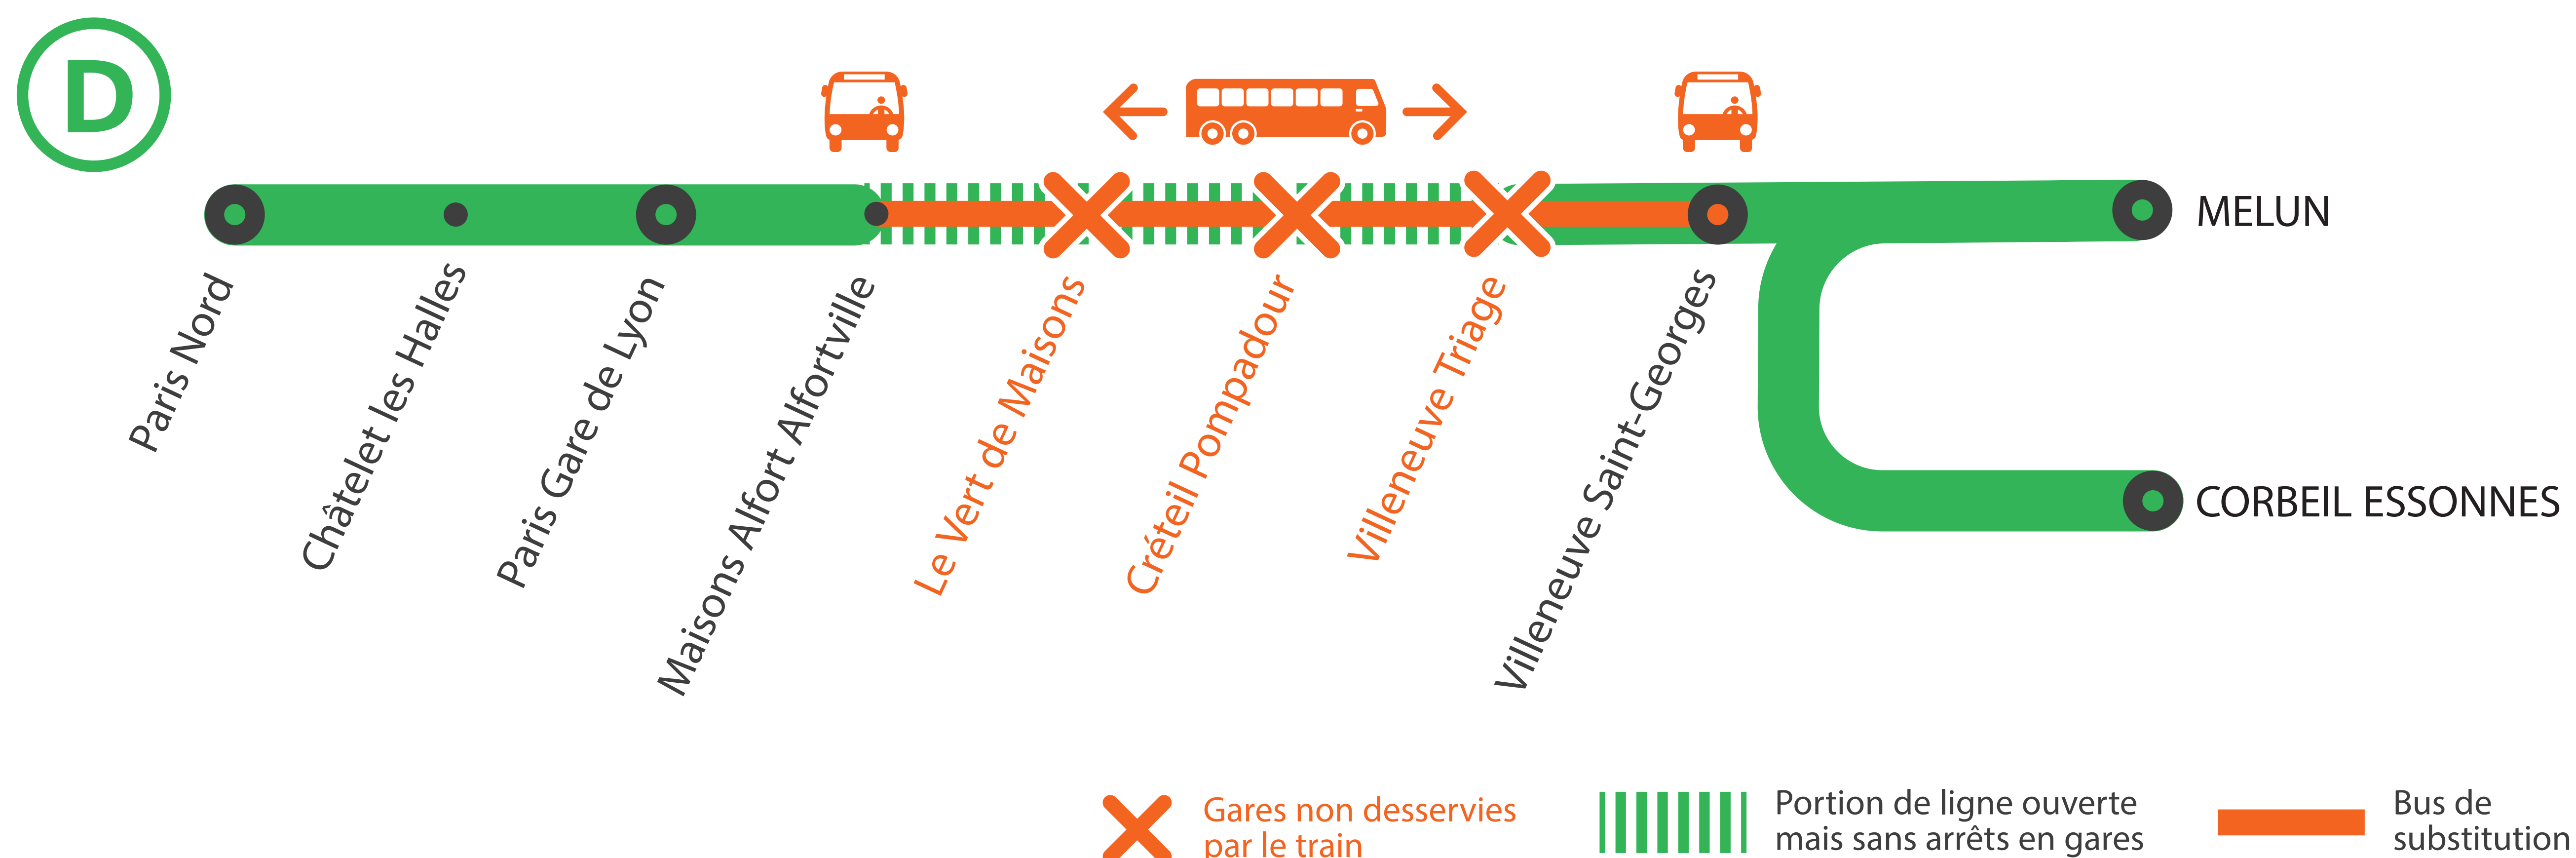 D
Paris Nord
Châtelet les Halles
Paris Gare de Lyon
Maisons Alfort Alfortville
Le Vert de Maisons
Créteil Pompadour
Villeneuve Triage
Villeneuve Saint-Georges
MELUN
CORBEIL ESSONNES
Gares non desservies
par le train
Portion de ligne ouverte
mais sans arrêts en gares
Bus de
substitution